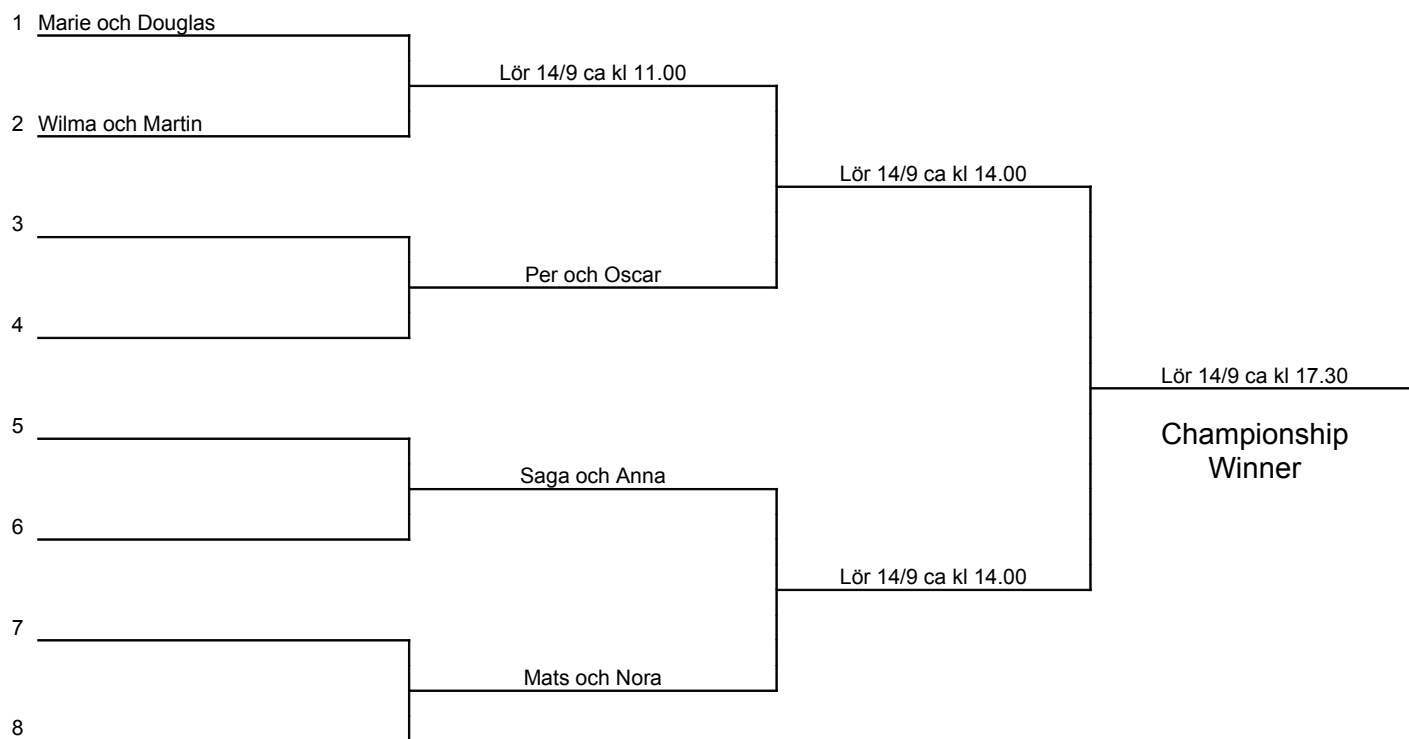 1 Marie och Douglas
Lör 14/9 ca kl 11.00
2 Wilma och Martin
Lör 14/9 ca kl 14.00
3
Per och Oscar
4
Lör 14/9 ca kl 17.30
Championship
Winner
5
Saga och Anna
6
Lör 14/9 ca kl 14.00
7
Mats och Nora
8